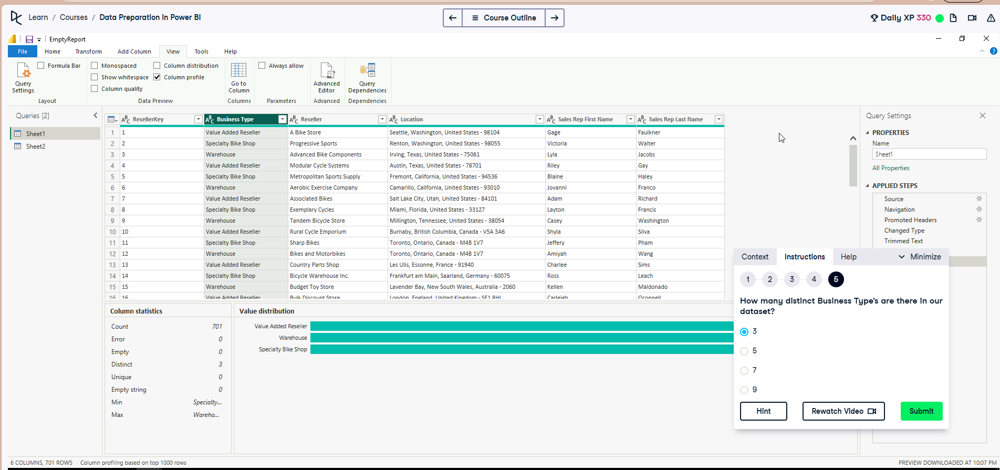 Learn / Courses / Data Preparation in Power BI
Course Outline
Daily XP 330
EmptyReport
File Home Transform Add Column View Tools Help
Query Settings
Formula Bar
Layout
Monospaced
Show whitespace
Column quality
Column distribution
Column profile
Data Preview
Go to Column
Columns
Always allow
Parameters
Advanced Editor
Advanced
Query Dependencies
Dependencies
Queries [2]
Sheet1
Sheet2
ResellerKey Business Type Reseller Location Sales Rep First Name Sales Rep Last Name
1 1 Value Added Reseller A Bike Store Seattle, Washington, United States - 98104 Gage Faulkner
2 2 Specialty Bike Shop Progressive Sports Renton, Washington, United States - 98055 Victoria Walter
3 3 Warehouse Advanced Bike Components Irving, Texas, United States - 75061 Lyla Jacobs
4 4 Value Added Reseller Modular Cycle Systems Austin, Texas, United States - 78701 Riley Gay
5 5 Specialty Bike Shop Metropolitan Sports Supply Fremont, California, United States - 94536 Blaine Haley
6 6 Warehouse Aerobic Exercise Company Camarillo, California, United States - 93010 Jovanni Franco
7 7 Value Added Reseller Associated Bikes Salt Lake City, Utah, United States - 84101 Adam Richard
8 8 Specialty Bike Shop Exemplary Cycles Miami, Florida, United States - 33127 Layton Francis
9 9 Warehouse Tandem Bicycle Store Millington, Tennessee, United States - 38054 Casey Washington
10 10 Value Added Reseller Rural Cycle Emporium Burnaby, British Columbia, Canada - V5A 3A6 Shyla Silva
11 11 Specialty Bike Shop Sharp Bikes Toronto, Ontario, Canada - M4B 1V7 Jeffery Pham
12 12 Warehouse Bikes and Motorbikes Toronto, Ontario, Canada - M4B 1V7 Amiyah Wang
13 13 Value Added Reseller Country Parts Shop Les Ulis, Essonne, France - 91940 Charlee Sims
14 14 Specialty Bike Shop Bicycle Warehouse Inc. Frankfurt am Main, Saarland, Germany - 60075 Ross Leach
15 15 Warehouse Budget Toy Store Lavender Bay, New South Wales, Australia - 2060 Kellen Maldonado
16 16 Value Added Reseller Bulk Discount Store London, England, United Kingdom - SE1 8HL Carleigh Oconnell
Column statistics
Count 701
Error 0
Empty 0
Distinct 3
Unique 0
Empty string 0
Min Specialty...
Max Wareho...
Value distribution
Value Added Reseller
Warehouse
Specialty Bike Shop
Query Settings
PROPERTIES
Name
Sheet1
All Properties
APPLIED STEPS
Source
Navigation
Promoted Headers
Changed Type
Trimmed Text
Context Instructions Help Minimize
1 2 3 4 5
How many distinct Business Type's are there in our
dataset?
3
5
7
9
Hint Rewatch Video Submit
6 COLUMNS, 701 ROWS Column profiling based on top 1000 rows
PREVIEW DOWNLOADED AT 10:07 PM